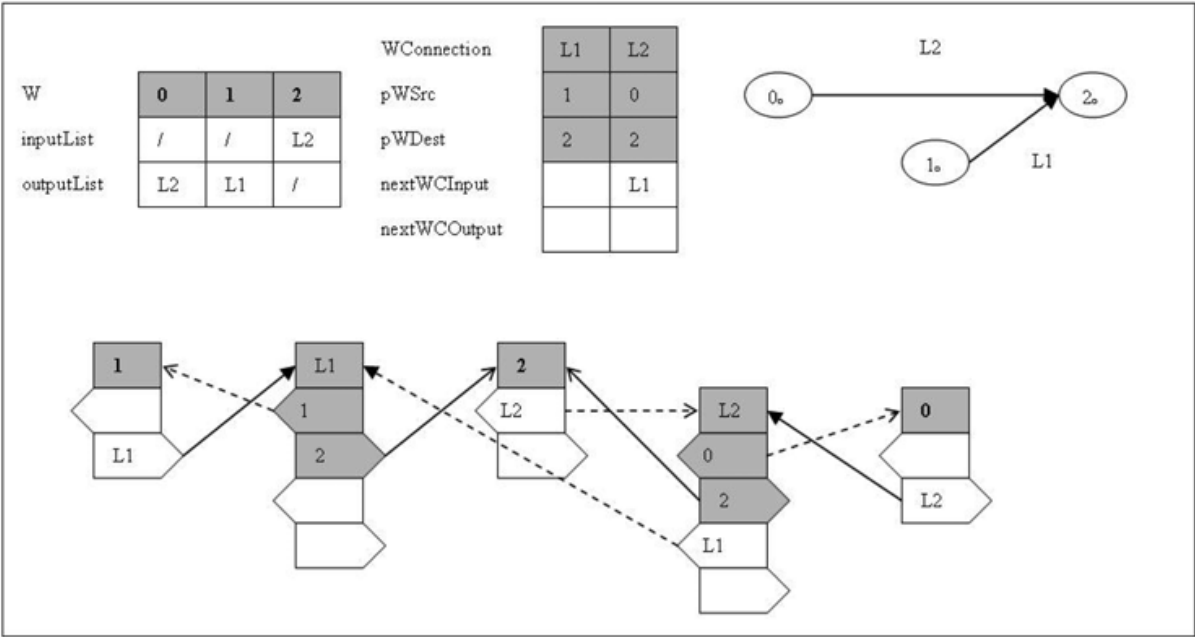 W 0 1 2
inputList / / L2
outputList L2 L1 /
WConnection L1 L2
pWSrc 1 0
pWDest 2 2
nextWCInput L1
nextWCOutput
L2
0. 2.
1. L1
1 L1 2
L2 0
1 L2
L1 2 0
2 L2
L1